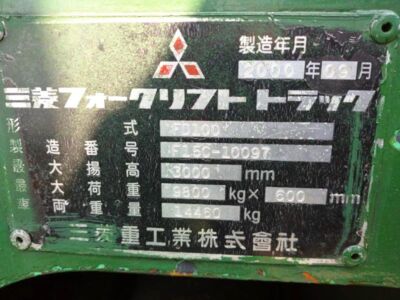 製造年月
2000年09月
三菱フォークリフト トラック
形式 FD100
製造番号 F15C-10097
最大揚高 3000 mm
最大荷重 9800 kg× 600 mm
車両重量 14460 kg
三菱重工業株式會社